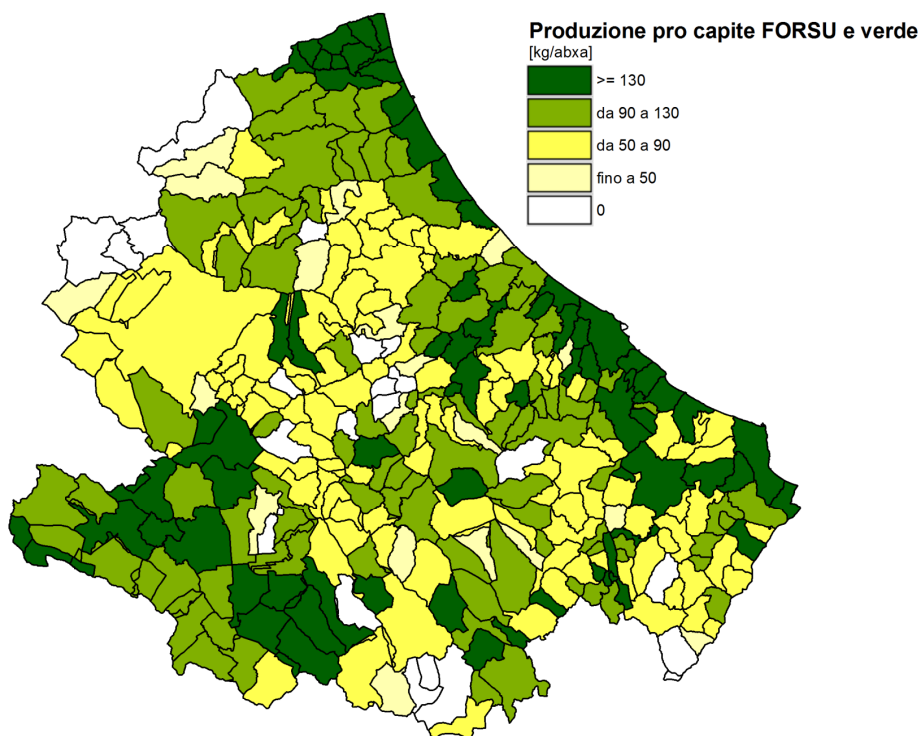 Produzione pro capite FORSU e verde
[kg/abxa]
>= 130
da 90 a 130
da 50 a 90
fino a 50
0